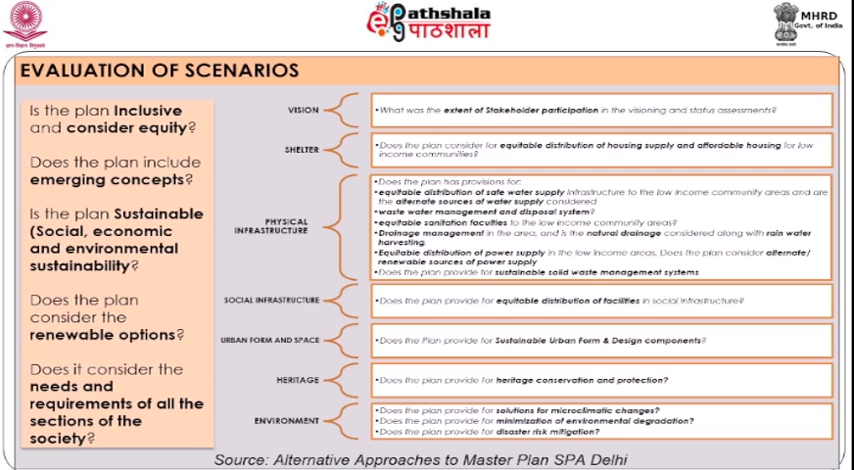 ePathshala
पाठशाला
MHRD
Govt. of India
EVALUATION OF SCENARIOS
Is the plan Inclusive
and consider equity?
Does the plan include
emerging concepts?
Is the plan Sustainable
(Social, economic
and environmental
sustainability?
Does the plan
consider the
renewable options?
Does it consider the
needs and
requirements of all the
sections of the
society?
VISION
•What was the extent of Stakeholder participation in the visioning and status assessments?
SHELTER
•Does the plan consider for equitable distribution of housing supply and affordable housing for low
income communities?
PHYSICAL
INFRASTRUCTURE
•Does the plan has provisions for:
•equitable distribution of safe water supply infrastructure to the low income community areas and are
the alternate sources of water supply considered
•waste water management and disposal system?
•equitable sanitation faculties to the low income community areas?
•Drainage management in the area, and is the natural drainage considered along with rain water
harvesting.
•Equitable distribution of power supply in the low income areas. Does the plan consider alternate/
renewable sources of power supply
•Does the plan provide for sustainable solid waste management systems
SOCIAL INFRASTRUCTURE
•Does the plan provide for equitable distribution of facilities in social infrastructure?
URBAN FORM AND SPACE
•Does the Plan provide for Sustainable Urban Form & Design components?
HERITAGE
•Does the plan provide for heritage conservation and protection?
ENVIRONMENT
•Does the plan provide for solutions for microclimatic changes?
•Does the plan provide for minimization of environmental degradation?
•Does the plan provide for disaster risk mitigation?
Source: Alternative Approaches to Master Plan SPA Delhi